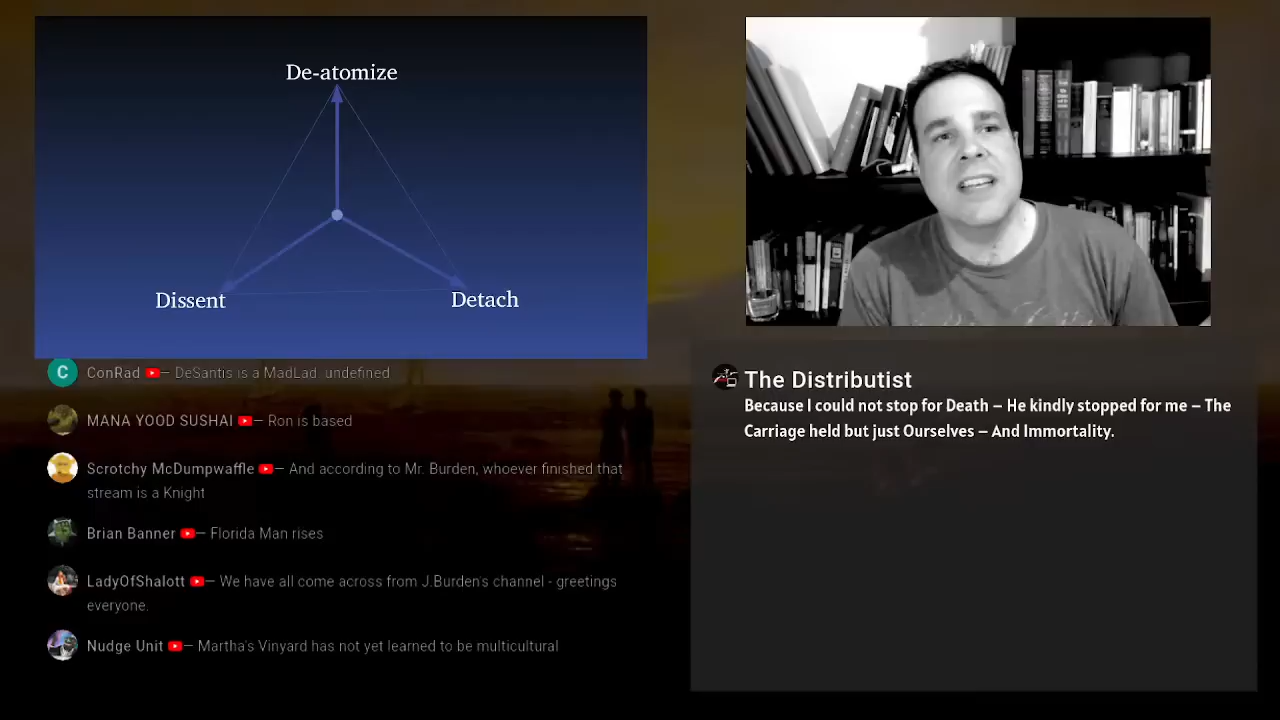 De-atomize
Dissent
Detach
C
ConRad — DeSantis is a MadLad undefined
MANA YOOD SUSHAI — Ron is based
Scrotchy McDumpwaffle — And according to Mr. Burden, whoever finished that
stream is a Knight
Brian Banner — Florida Man rises
LadyOfShalott — We have all come across from J.Burden's channel - greetings
everyone.
Nudge Unit — Martha's Vinyard has not yet learned to be multicultural
The Distributist
Because I could not stop for Death – He kindly stopped for me – The
Carriage held but just Ourselves – And Immortality.